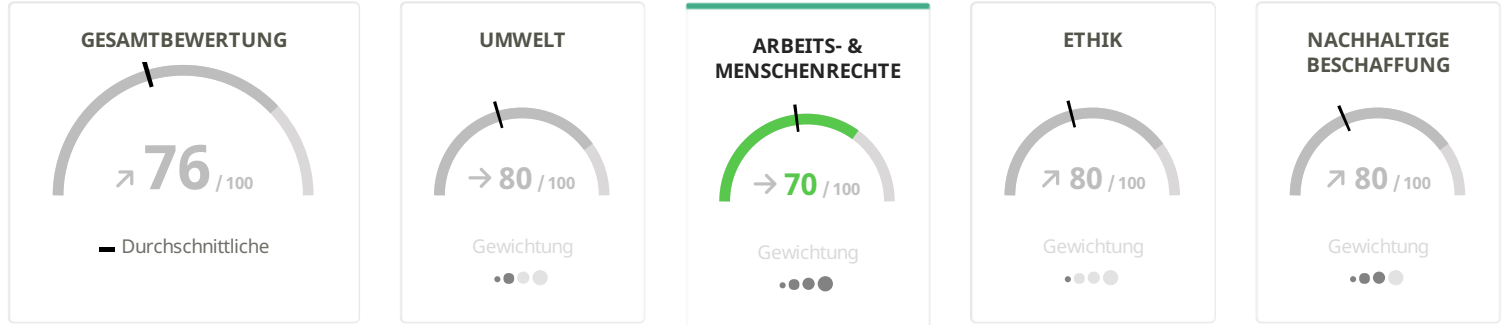 GESAMTBEWERTUNG
76 / 100
Durchschnittliche
UMWELT
80 / 100
Gewichtung
ARBEITS- &
MENSCHENRECHTE
70 / 100
Gewichtung
ETHIK
80 / 100
Gewichtung
NACHHALTIGE
BESCHAFFUNG
80 / 100
Gewichtung